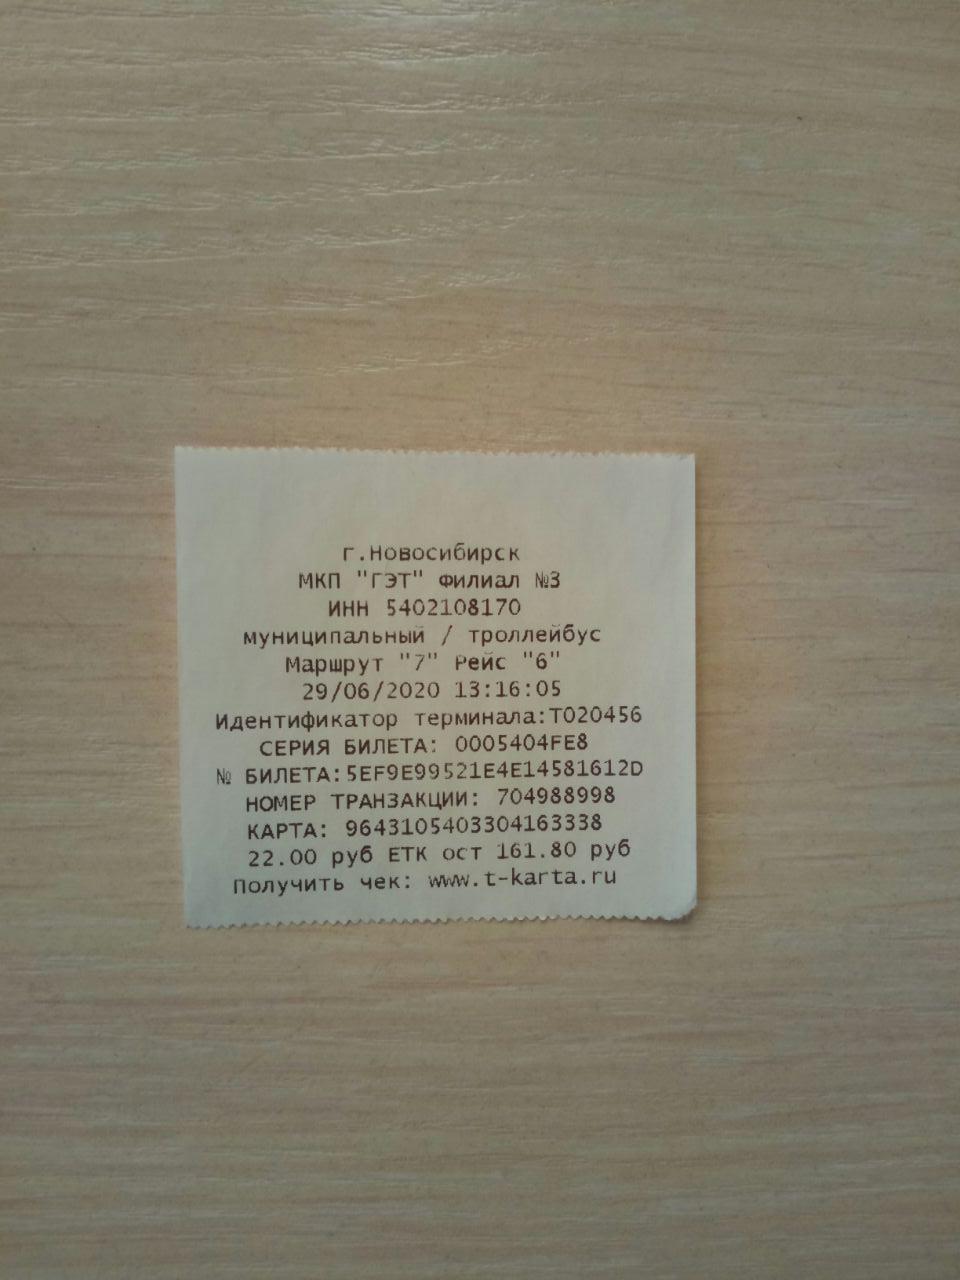 г.Новосибирск
МКП "ГЭТ" Филиал №3
ИНН 5402108170
муниципальный / троллейбус
Маршрут "7" Рейс "6"
29/06/2020 13:16:05
Идентификатор терминала:T020456
СЕРИЯ БИЛЕТА: 0005404FE8
№ БИЛЕТА:5EF9E99521E4E14581612D
НОМЕР ТРАНЗАКЦИИ: 704988998
КАРТА: 9643105403304163338
22.00 руб ЕТК ост 161.80 руб
Получить чек: www.t-karta.ru